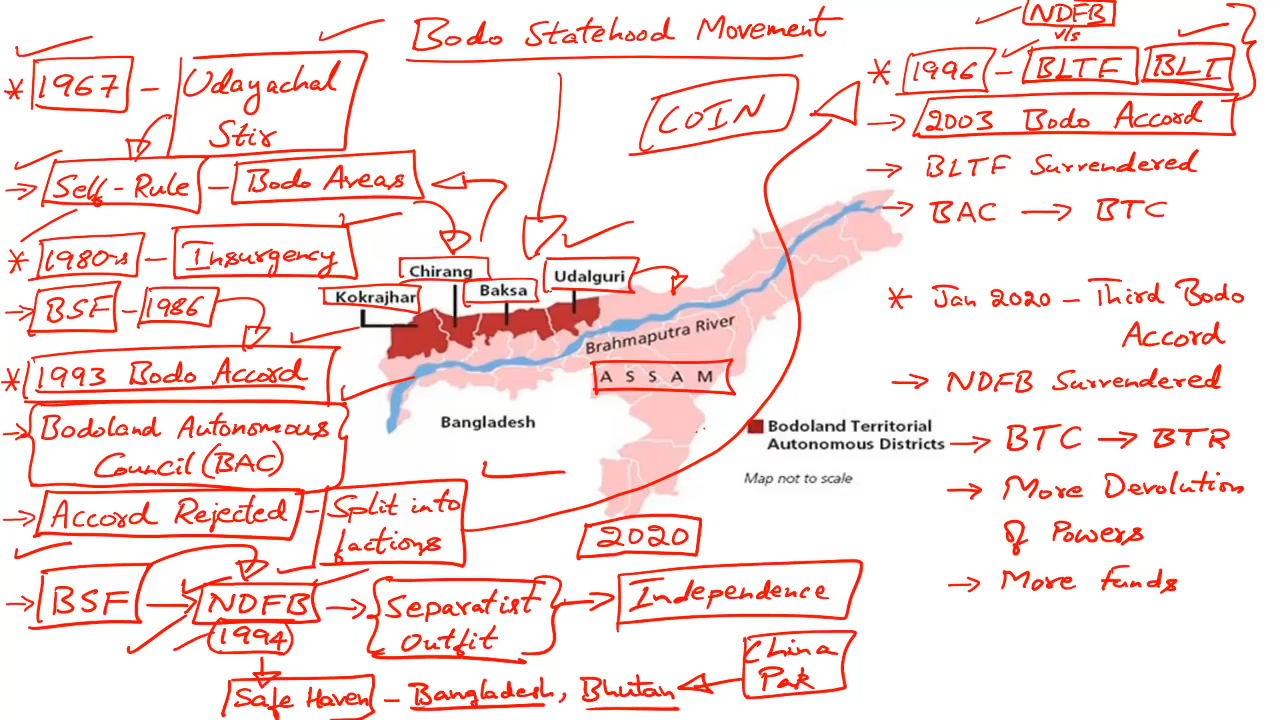 Bodo Statehood Movement
* 1967 - Udayachal
Stir
→ Self-Rule - Bodo Areas
* 1980s - Insurgency
→ BSF - 1986
* 1993 Bodo Accord
→ Bodoland Autonomous
Council (BAC)
→ Accord Rejected - Split into
factions
→ BSF → NDFB → Separatist
Outfit
→ Independence
1994
Safe Haven - Bangladesh, Bhutan
China
Pak
2020
COIN
Kokrajhar
Chirang
Baksa
Udalguri
Brahmaputra River
ASSAM
Bangladesh
Bodoland Territorial
Autonomous Districts
Map not to scale
NDFB
v/s
* 1996 - BLTF BLT
→ 2003 Bodo Accord
→ BLTF Surrendered
→ BAC → BTC
* Jan 2020 - Third Bodo
Accord
→ NDFB Surrendered
→ BTC → BTR
→ More Devolution
of Powers
→ More Funds